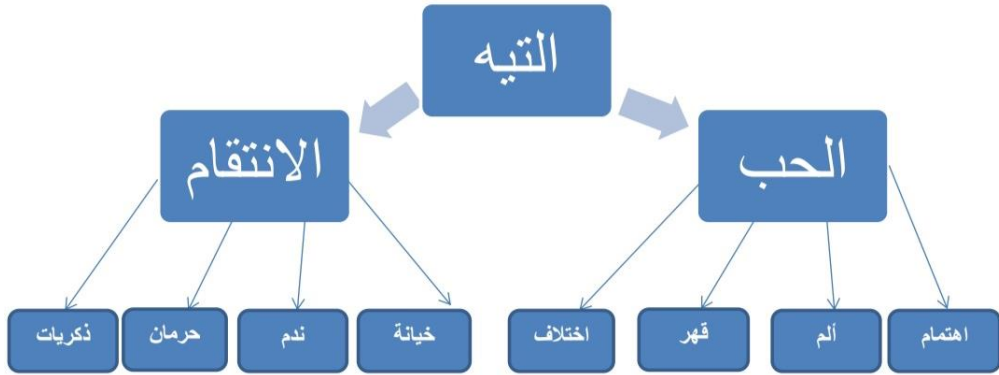 التيه
الحب
الانتقام
اهتمام
ألم
قهر
اختلاف
خيانة
ندم
حرمان
ذكريات